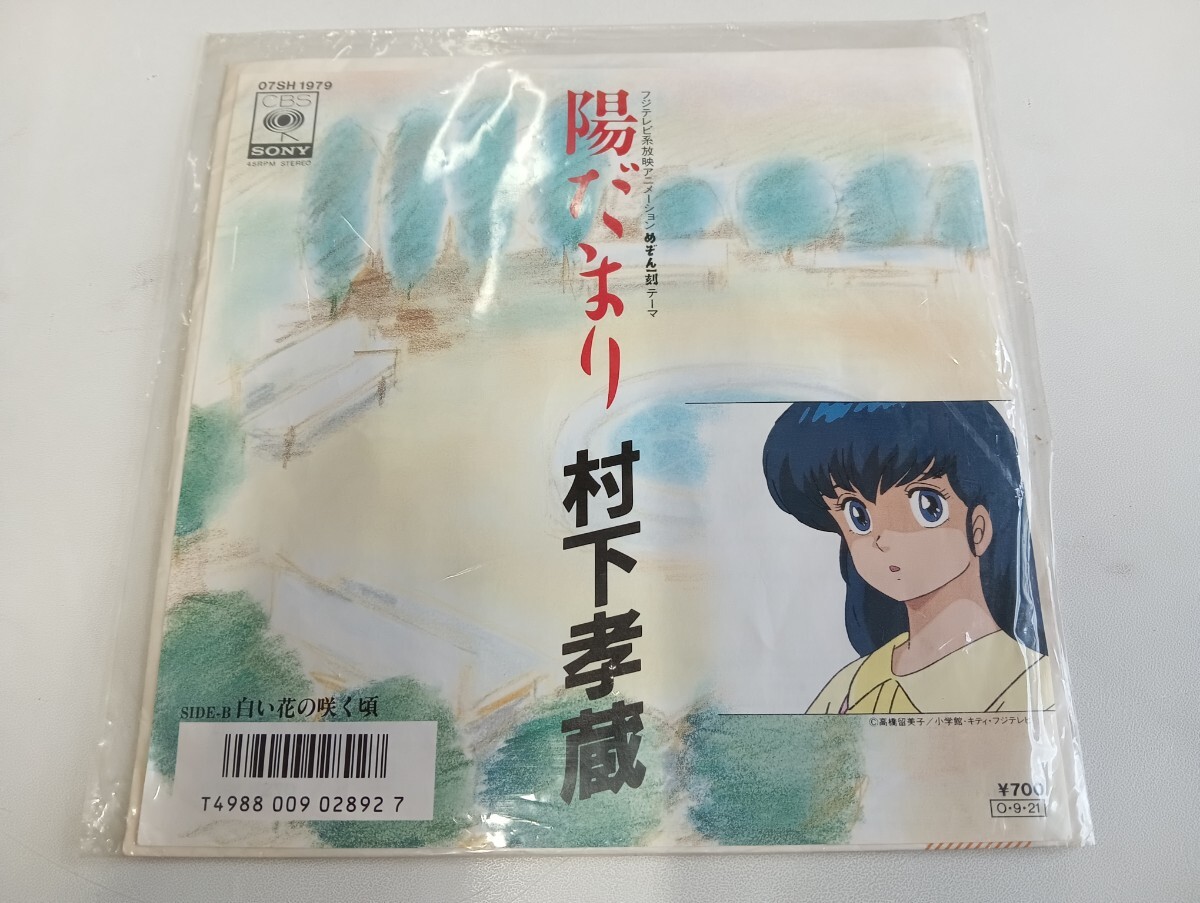 07SH 1979
CBS
SONY
45RPM STEREO
フジテレビ系放映アニメーション めぞん一刻 テーマ
陽だまり
村下孝蔵
SIDE-B 白い花の咲く頃
T4988 009 02892 7
©高橋留美子/小学館・キティ・フジテレビ
¥700
O・9・21